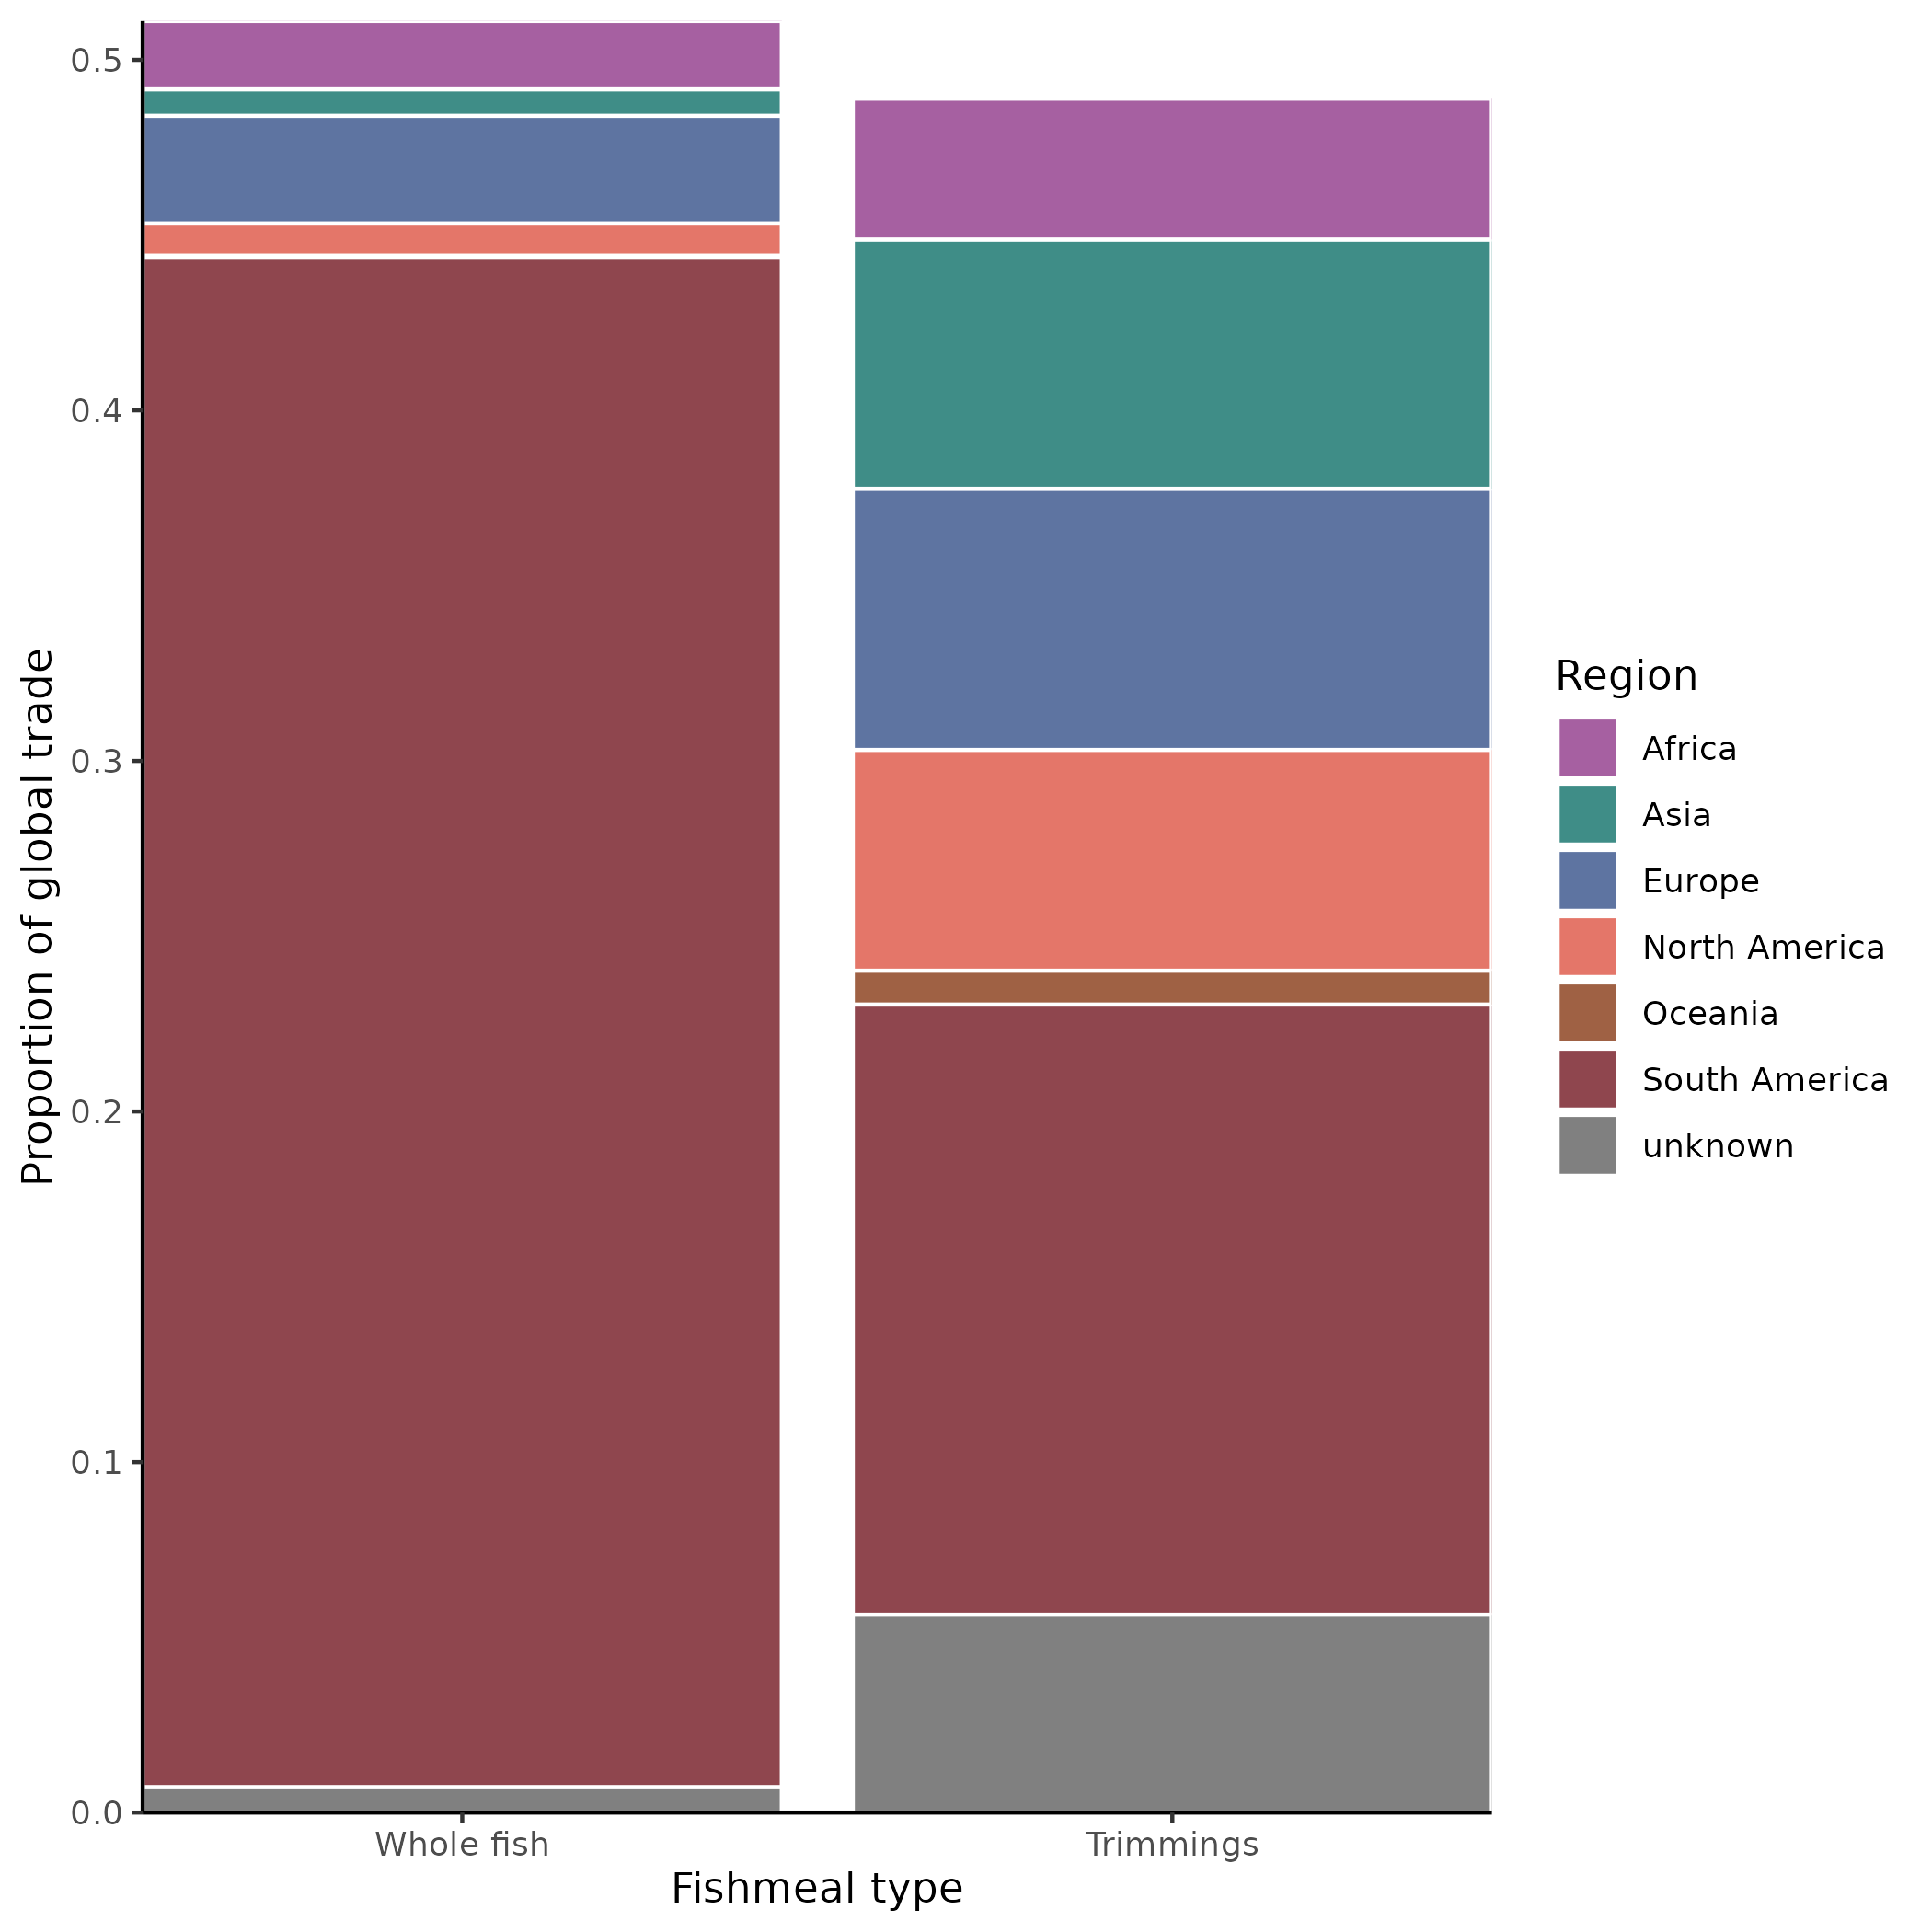 Proportion of global trade
0.5
0.4
0.3
0.2
0.1
0.0
Whole fish
Trimmings
Fishmeal type
Region
Africa
Asia
Europe
North America
Oceania
South America
unknown